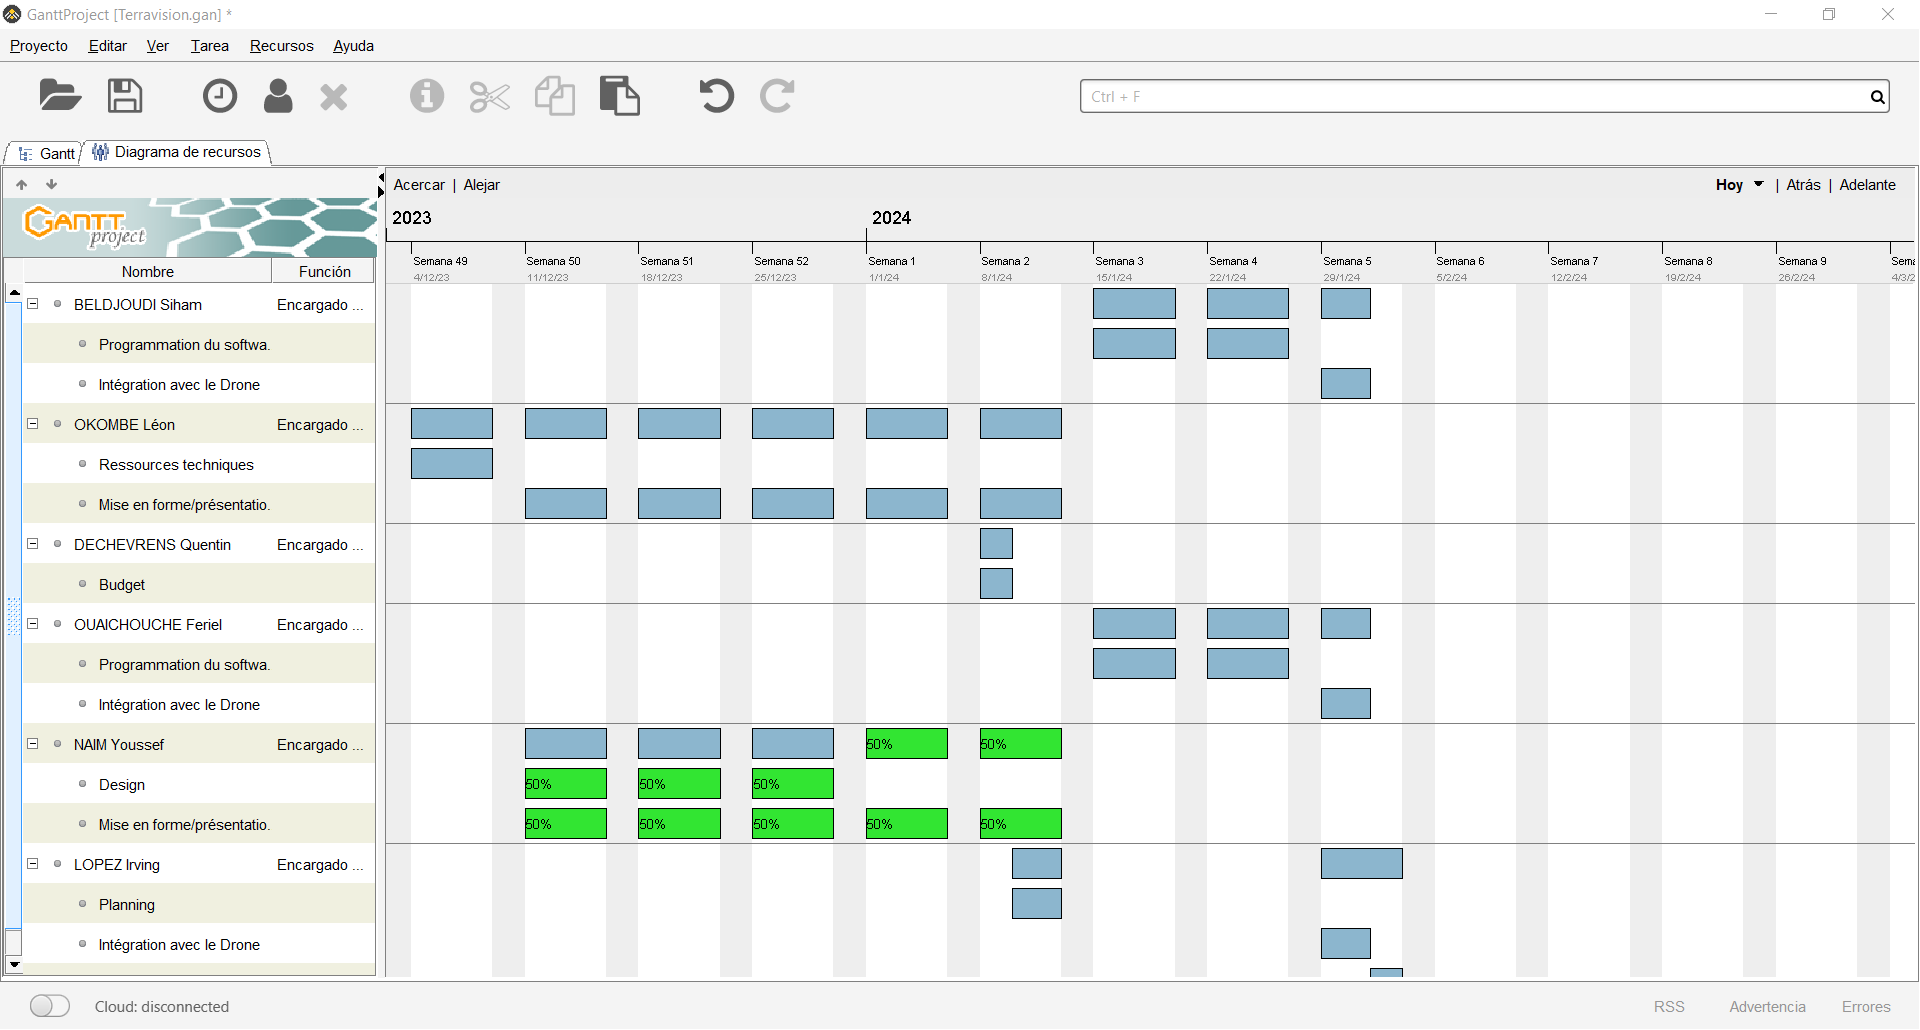 GanttProject [Terravision.gan] *
Proyecto Editar Ver Tarea Recursos Ayuda
Ctrl + F
Gantt Diagrama de recursos
Acercar | Alejar Hoy | Atrás | Adelante
GANTT project
2023 2024
Semana 49 Semana 50 Semana 51 Semana 52 Semana 1 Semana 2 Semana 3 Semana 4 Semana 5 Semana 6 Semana 7 Semana 8 Semana 9 Sema
4/12/23 11/12/23 18/12/23 25/12/23 1/1/24 8/1/24 15/1/24 22/1/24 29/1/24 5/2/24 12/2/24 19/2/24 26/2/24 4/3/2
Nombre Función
BELDJOUDI Siham Encargado ...
Programmation du softwa.
Intégration avec le Drone
OKOMBE Léon Encargado ...
Ressources techniques
Mise en forme/présentatio.
DECHEVRENS Quentin Encargado ...
Budget
OUAICHOUCHE Feriel Encargado ...
Programmation du softwa.
Intégration avec le Drone
NAIM Youssef Encargado ... 50% 50%
Design 50% 50% 50%
Mise en forme/présentatio. 50% 50% 50% 50% 50%
LOPEZ Irving Encargado ...
Planning
Intégration avec le Drone
Cloud: disconnected RSS Advertencia Errores